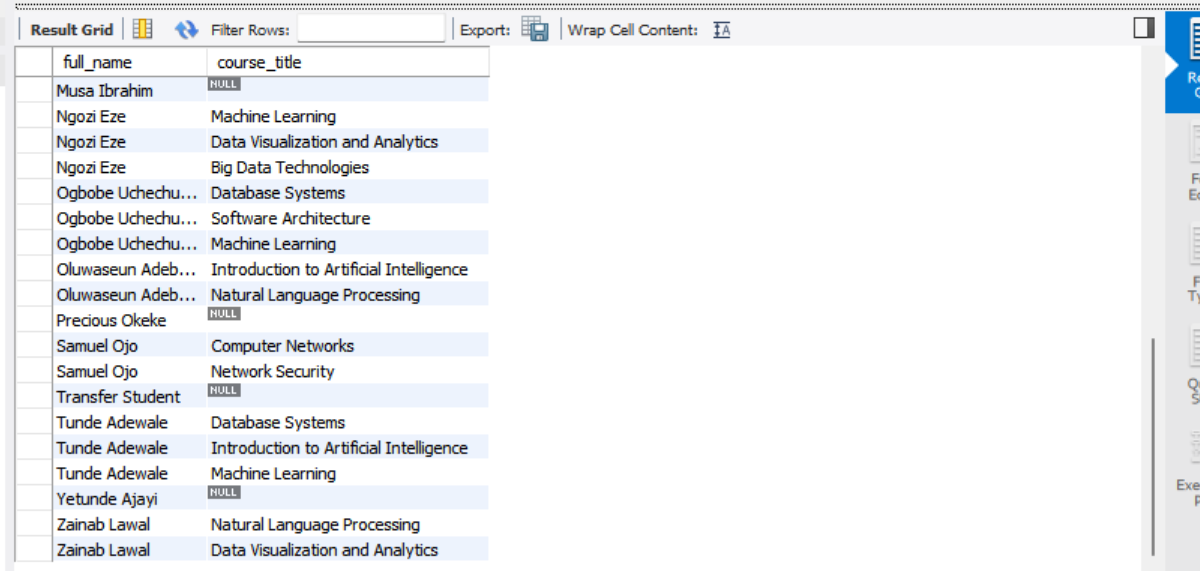 Result Grid Filter Rows: Export: Wrap Cell Content:
full_name course_title
Musa Ibrahim NULL
Ngozi Eze Machine Learning
Ngozi Eze Data Visualization and Analytics
Ngozi Eze Big Data Technologies
Ogbobe Uchechu... Database Systems
Ogbobe Uchechu... Software Architecture
Ogbobe Uchechu... Machine Learning
Oluwaseun Adeb... Introduction to Artificial Intelligence
Oluwaseun Adeb... Natural Language Processing
Precious Okeke NULL
Samuel Ojo Computer Networks
Samuel Ojo Network Security
Transfer Student NULL
Tunde Adewale Database Systems
Tunde Adewale Introduction to Artificial Intelligence
Tunde Adewale Machine Learning
Yetunde Ajayi NULL
Zainab Lawal Natural Language Processing
Zainab Lawal Data Visualization and Analytics